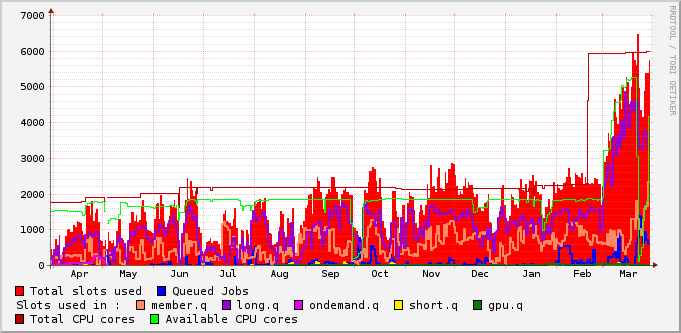 7000
6000
5000
4000
3000
2000
1000
0
Apr May Jun Jul Aug Sep Oct Nov Dec Jan Feb Mar
RRDTOOL / TOBI OETIKER
Total slots used Queued Jobs
Slots used in : member.q long.q ondemand.q short.q gpu.q
Total CPU cores Available CPU cores